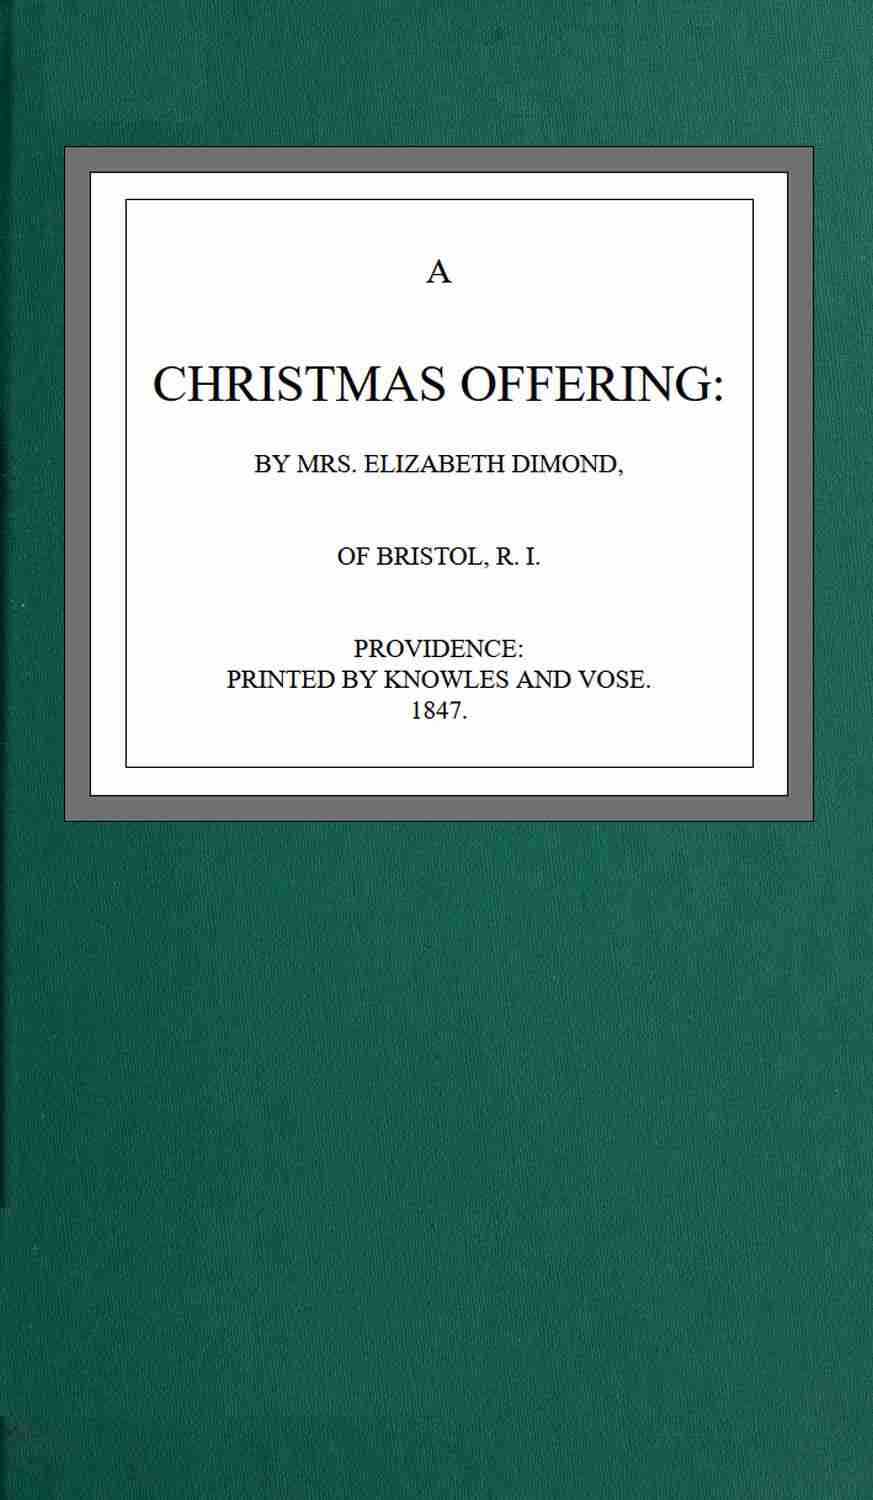 A
CHRISTMAS OFFERING:
BY MRS. ELIZABETH DIMOND,
OF BRISTOL, R. I.
PROVIDENCE:
PRINTED BY KNOWLES AND VOSE.
1847.